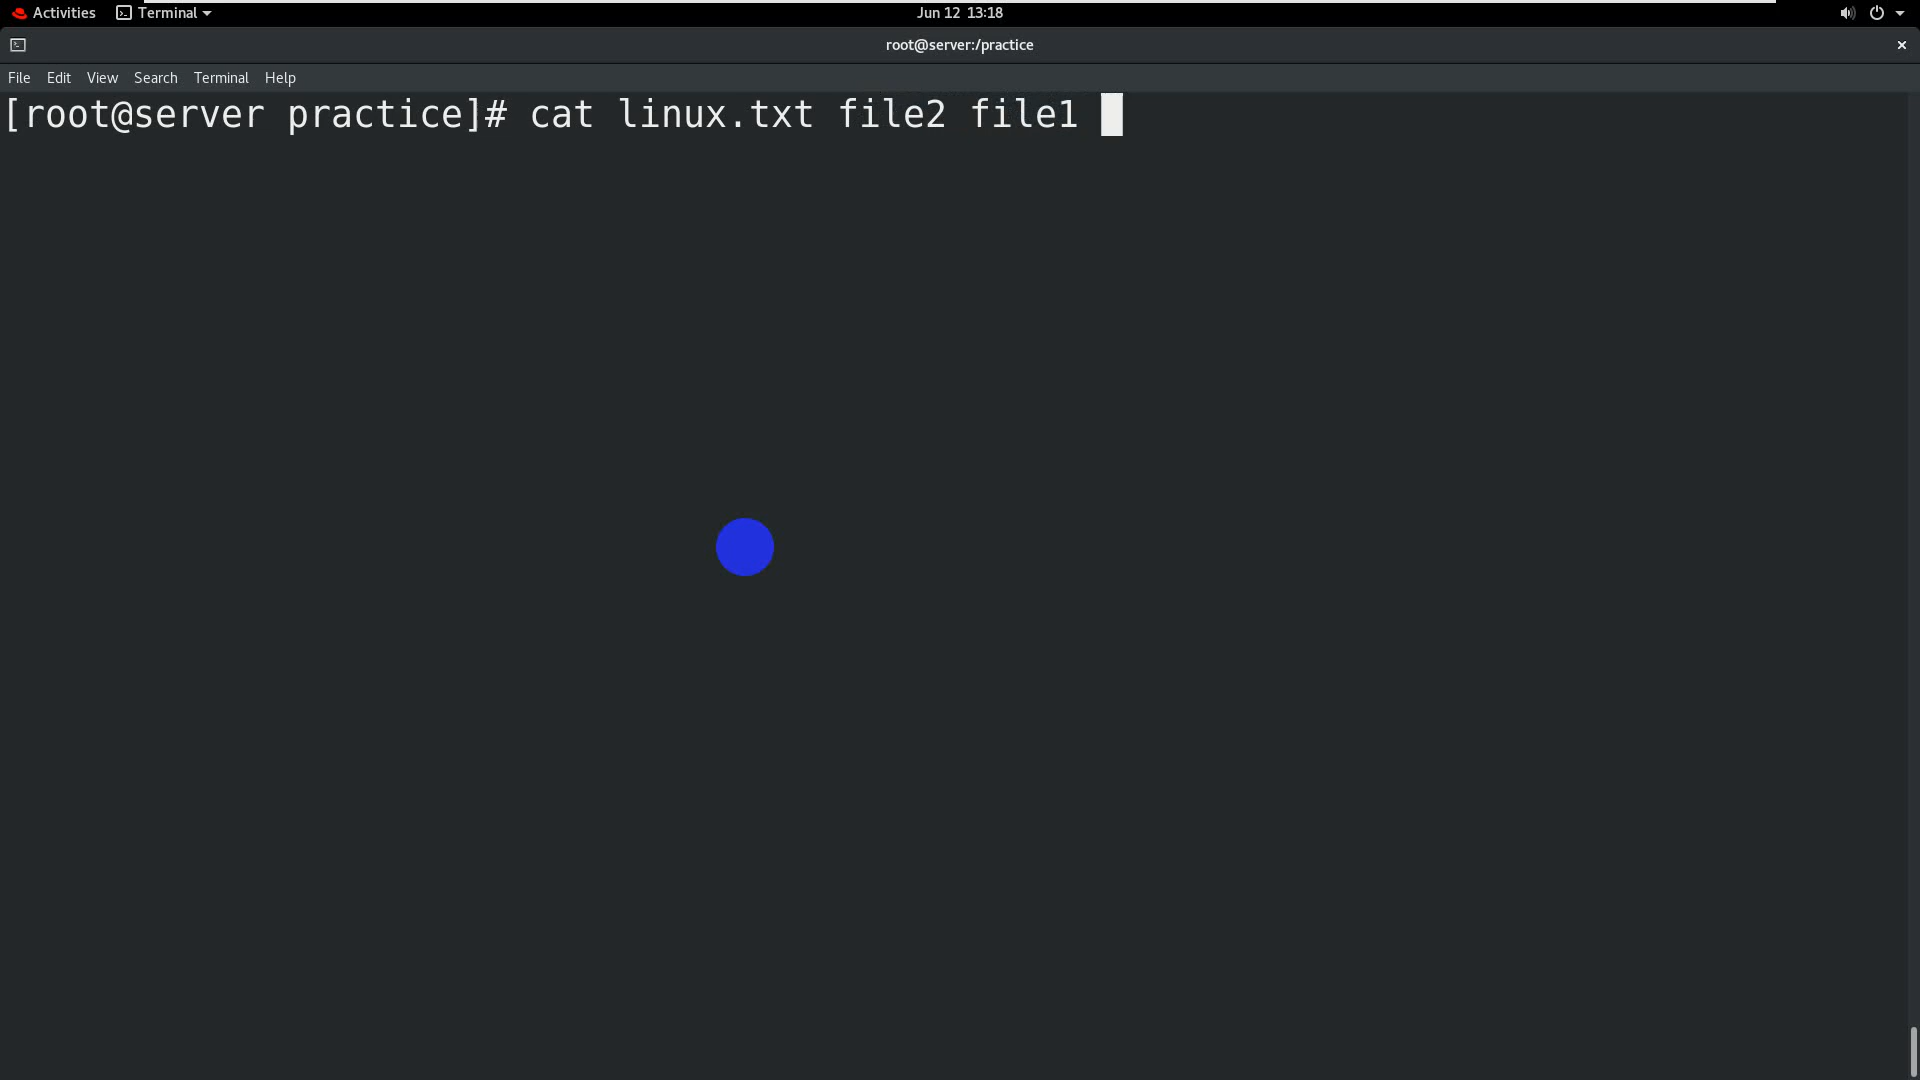 Activities Terminal Jun 12 13:18
root@server:/practice
File Edit View Search Terminal Help
[root@server practice]# cat linux.txt file2 file1